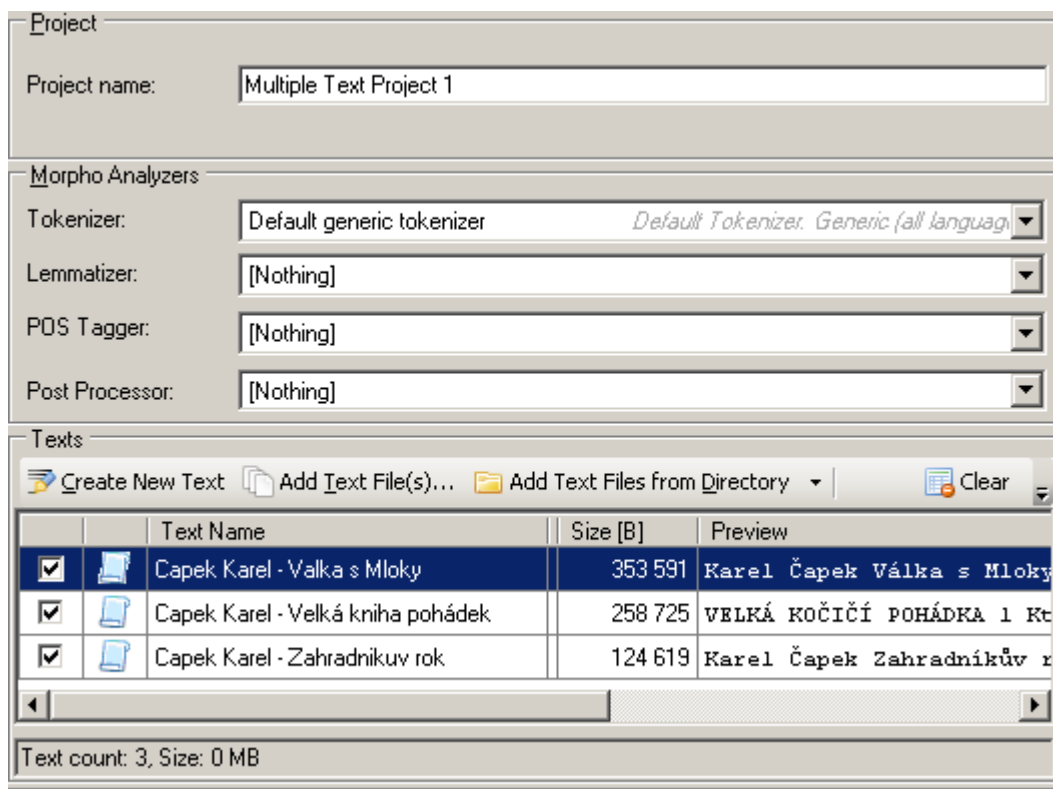 Project
Project name: Multiple Text Project 1
Morpho Analyzers
Tokenizer: Default generic tokenizer Default Tokenizer. Generic (all languag
Lemmatizer: [Nothing]
POS Tagger: [Nothing]
Post Processor: [Nothing]
Texts
Create New Text Add Text File(s)... Add Text Files from Directory Clear
Text Name Size [B] Preview
Capek Karel - Valka s Mloky 353 591 Karel Čapek Válka s Mloky
Capek Karel - Velká kniha pohádek 258 725 VELKÁ KOČIČÍ POHÁDKA 1 Kt
Capek Karel - Zahradnikuv rok 124 619 Karel Čapek Zahradníkův r
Text count: 3, Size: 0 MB